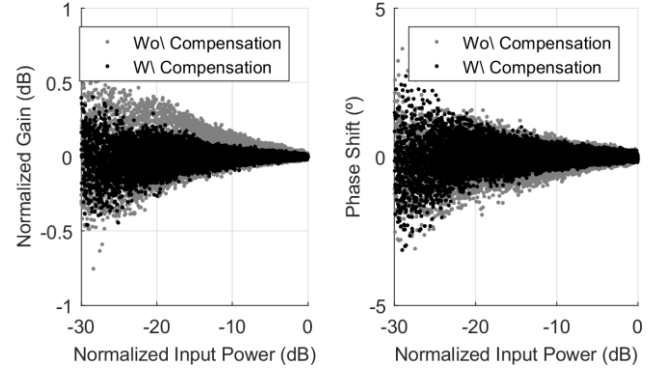 1
Wo\ Compensation
W\ Compensation
0.5
0
-0.5
-1
-30
-20
-10
0
Normalized Gain (dB)
Normalized Input Power (dB)
5
Wo\ Compensation
W\ Compensation
0
-5
-30
-20
-10
0
Phase Shift (º)
Normalized Input Power (dB)